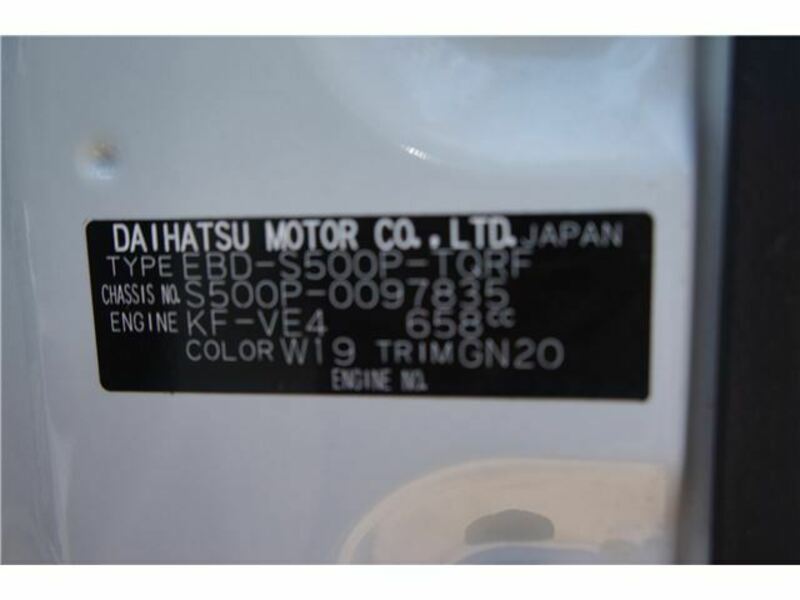 DAIHATSU MOTOR CO.,LTD. JAPAN
TYPE EBD-S500P-TQRF
CHASSIS NO. S500P-0097835
ENGINE KF-VE4 658cc
COLOR W19 TRIM GN20
ENGINE NO.